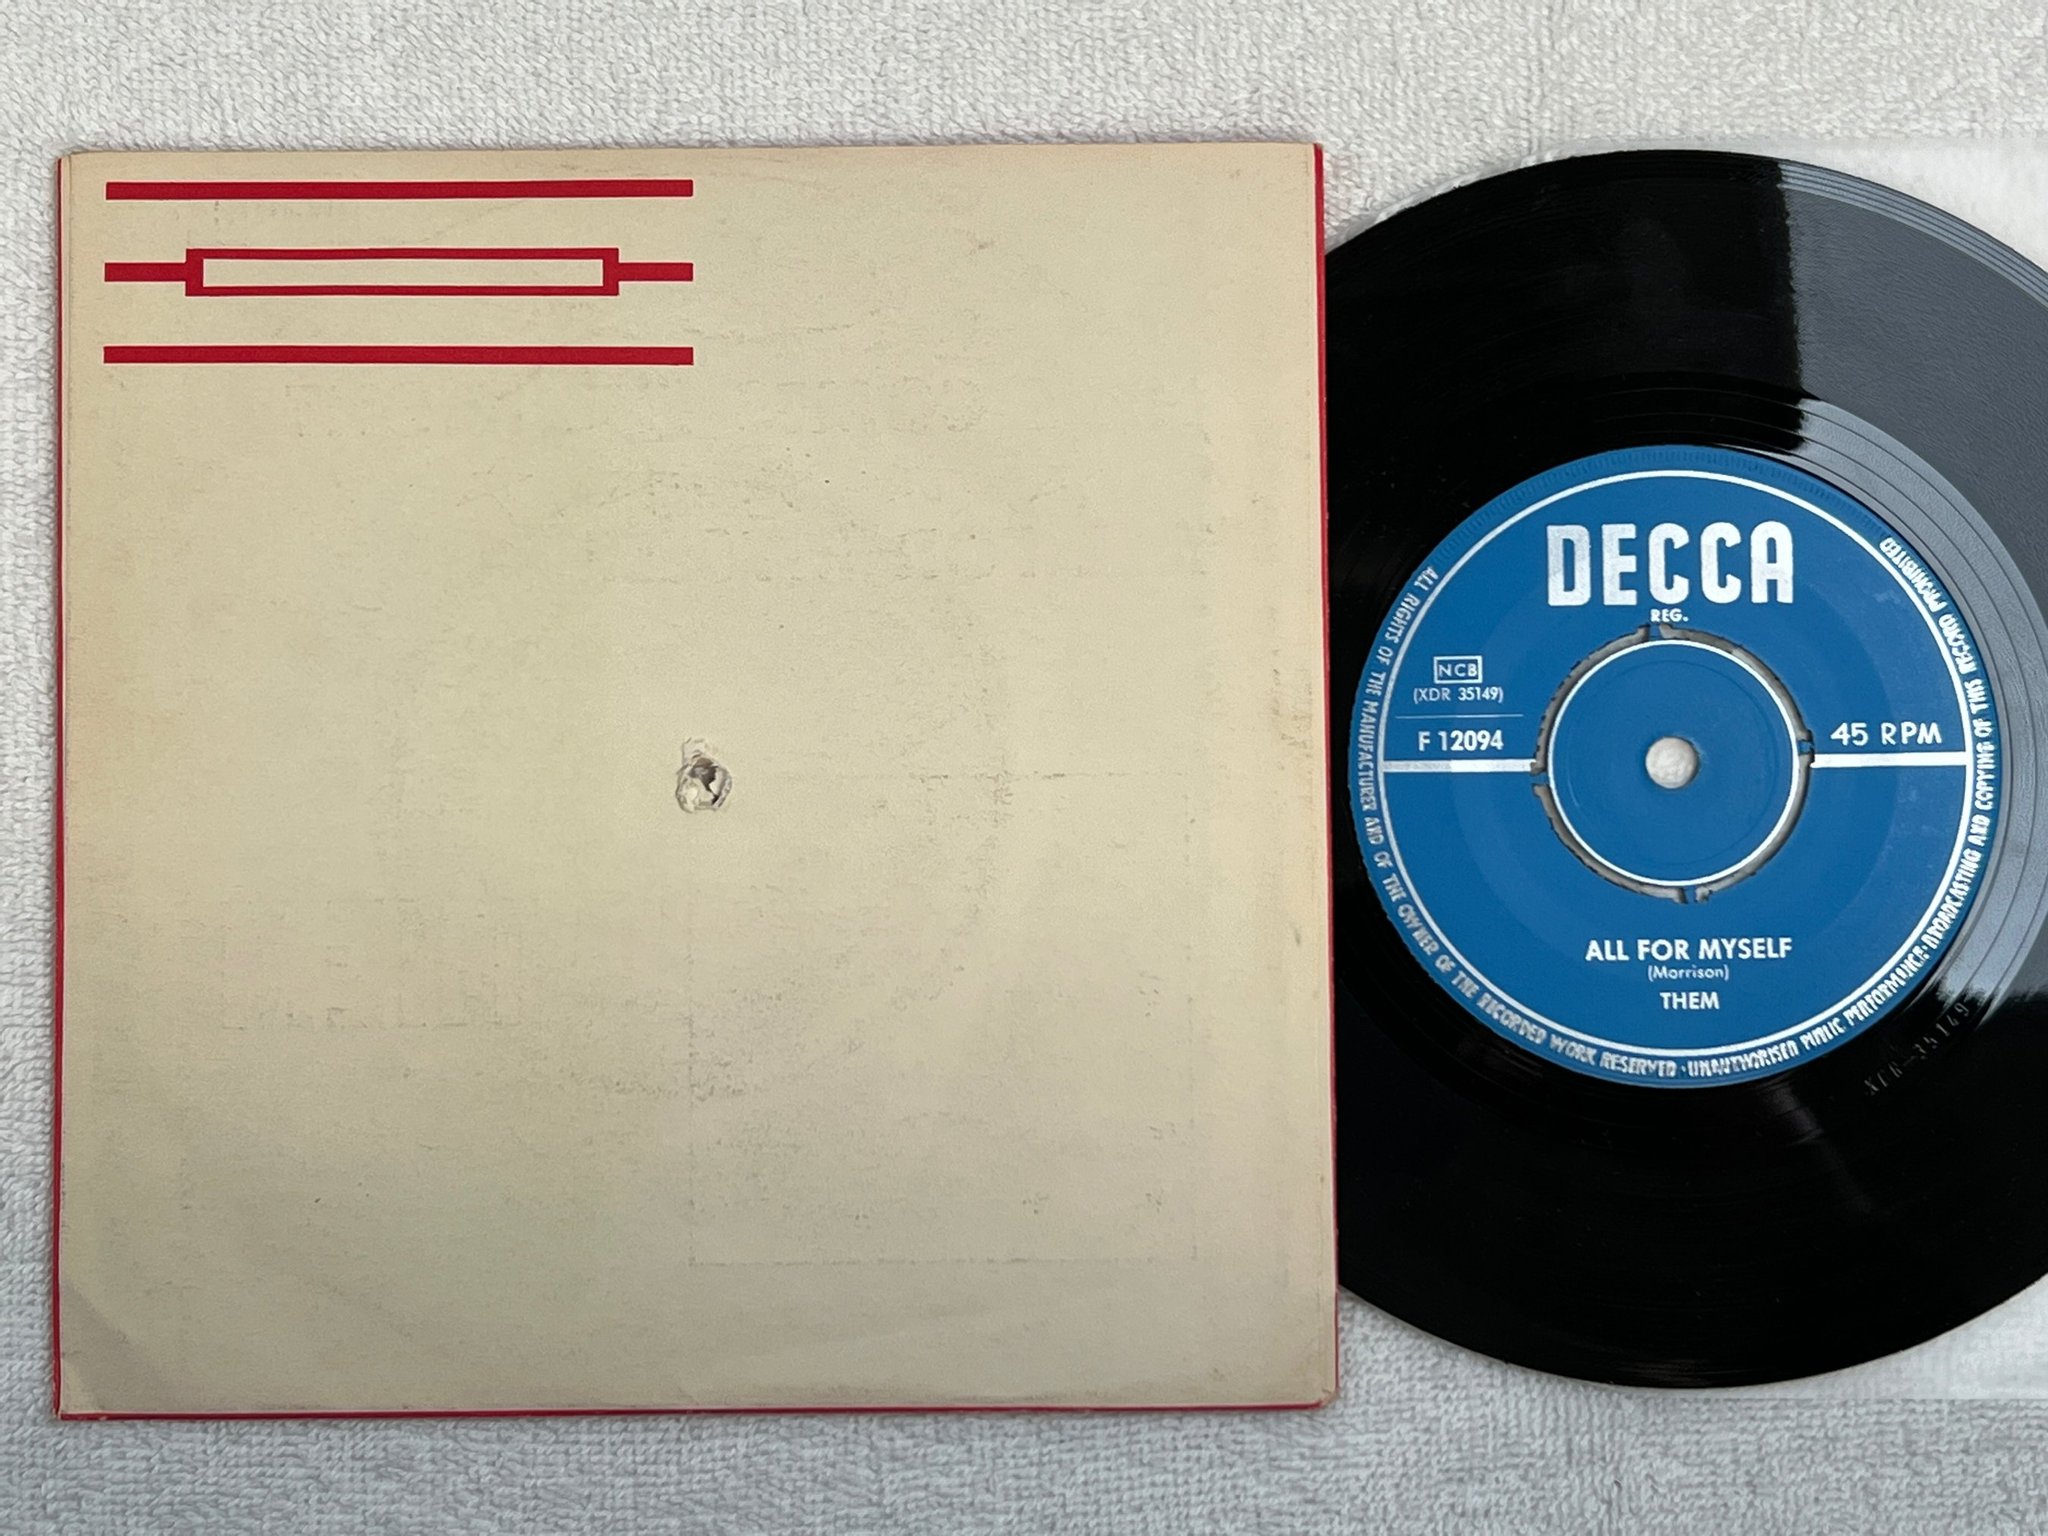 DECCA
REG.
NCB
(XDR 35149)
F 12094
45 RPM
ALL FOR MYSELF
(Morrison)
THEM
ALL RIGHTS OF THE MANUFACTURER AND OF THE OWNER OF THE RECORDED WORK RESERVED · UNAUTHORISED PUBLIC PERFORMANCE · BROADCASTING AND COPYING OF THIS RECORD PROHIBITED